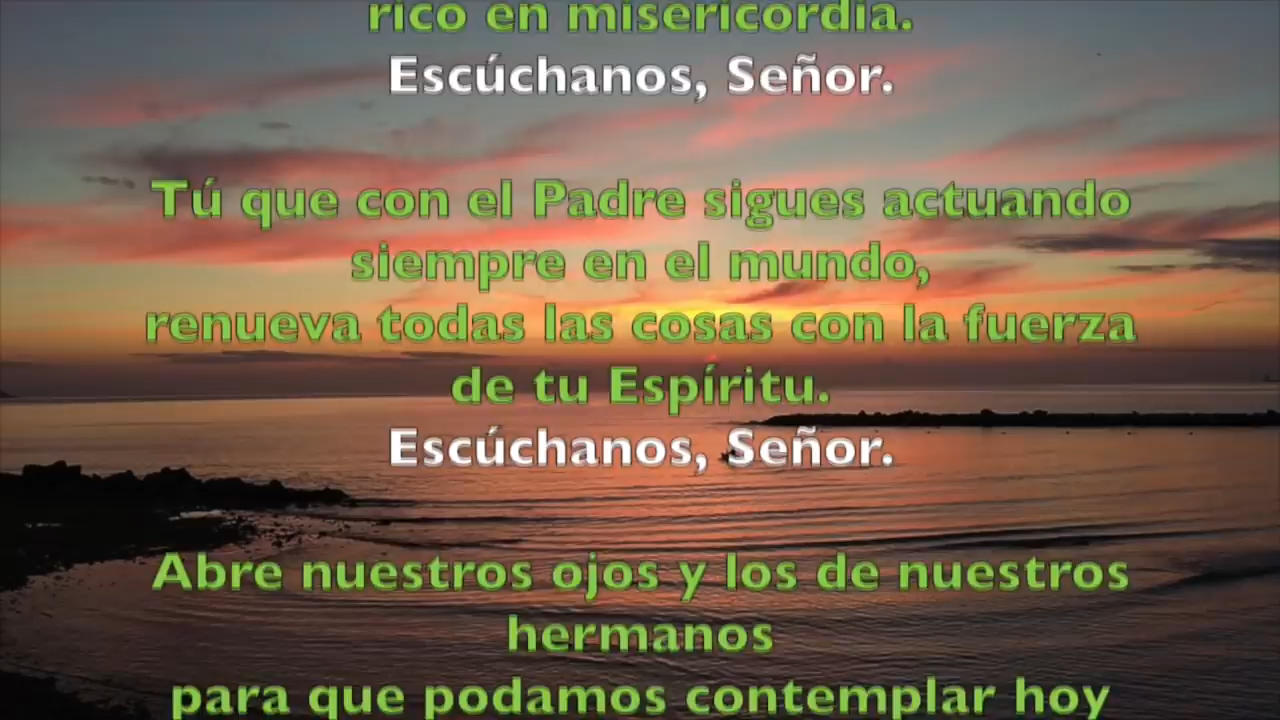 rico en misericordia.
Escúchanos, Señor.
Tú que con el Padre sigues actuando
siempre en el mundo,
renueva todas las cosas con la fuerza
de tu Espíritu.
Escúchanos, Señor.
Abre nuestros ojos y los de nuestros
hermanos
para que podamos contemplar hoy